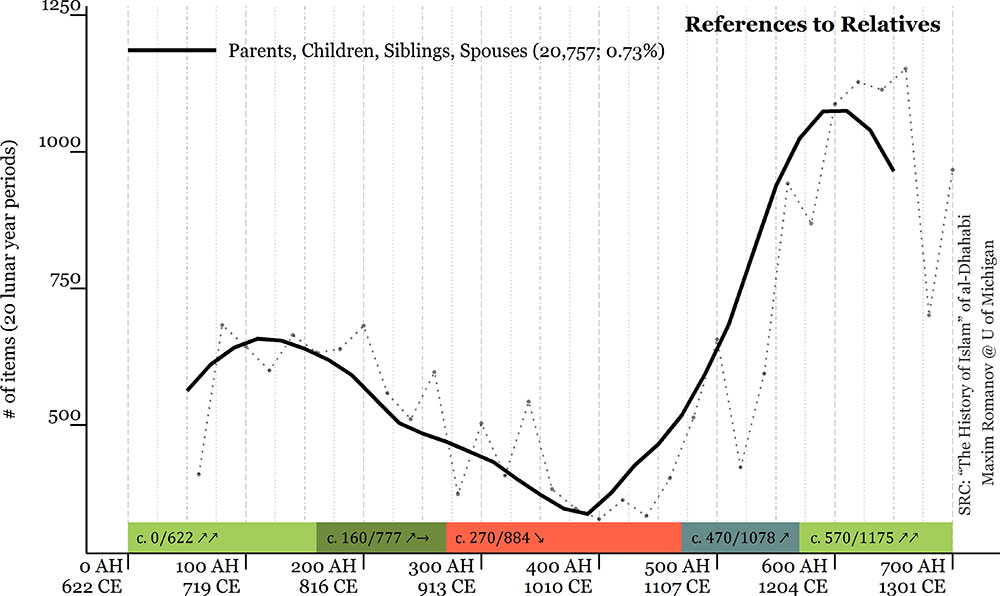 References to Relatives
Parents, Children, Siblings, Spouses (20,757; 0.73%)
# of items (20 lunar year periods)
1250
1000
750
500
c. 0/622 ↗↗
c. 160/777 ↗→
c. 270/884 ↘
c. 470/1078 ↗
c. 570/1175 ↗↗
0 AH
622 CE
100 AH
719 CE
200 AH
816 CE
300 AH
913 CE
400 AH
1010 CE
500 AH
1107 CE
600 AH
1204 CE
700 AH
1301 CE
SRC: “The History of Islam” of al-Dhahabi
Maxim Romanov @ U of Michigan